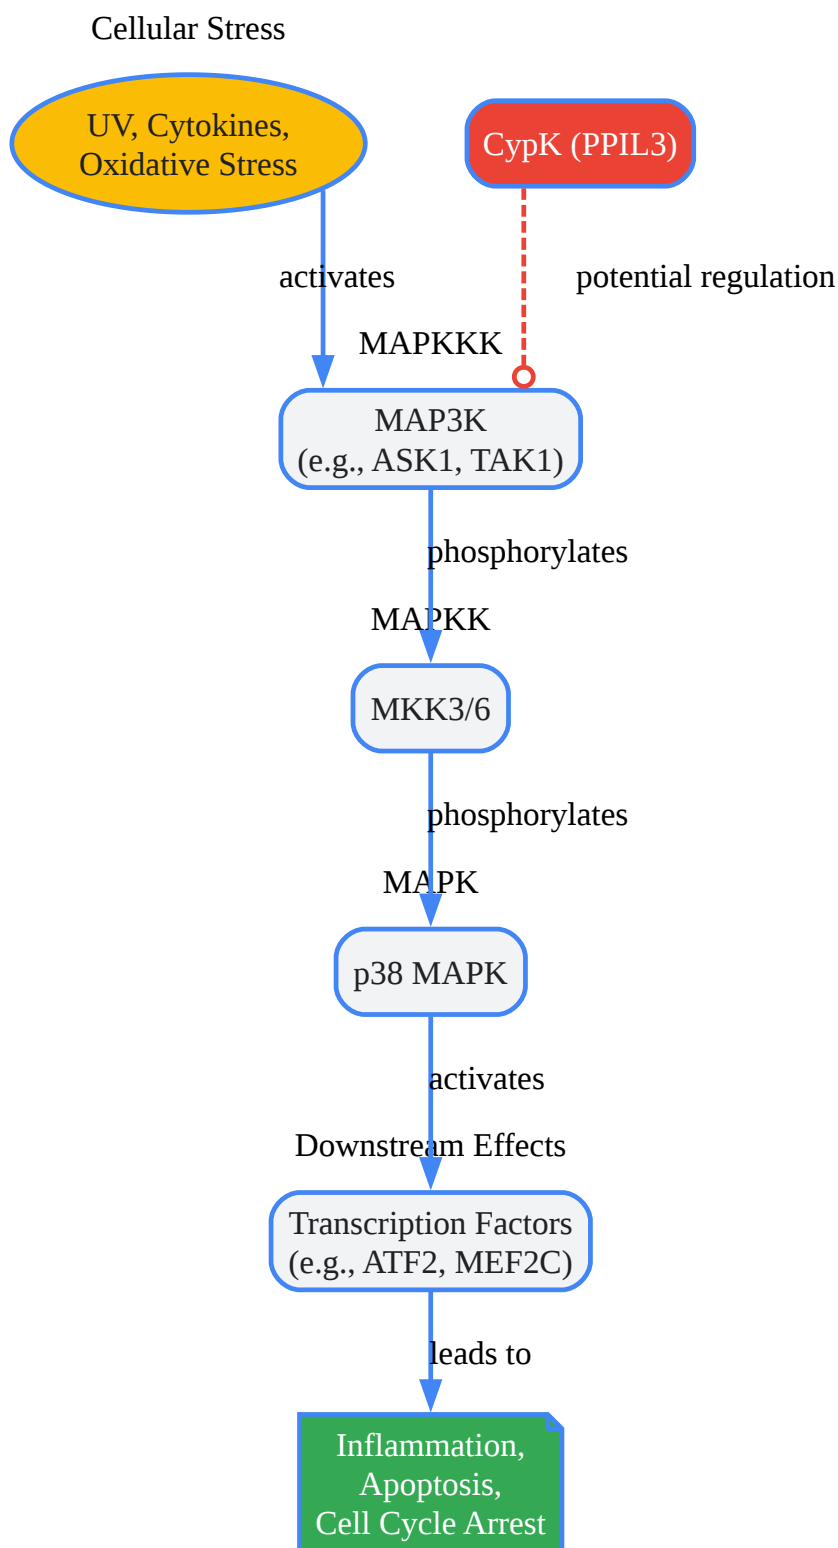 Cellular Stress
UV, Cytokines,
Oxidative Stress
CypK (PPIL3)
activates
potential regulation
MAPKKK
MAP3K
(e.g., ASK1, TAK1)
phosphorylates
MAPKK
MKK3/6
phosphorylates
MAPK
p38 MAPK
activates
Downstream Effects
Transcription Factors
(e.g., ATF2, MEF2C)
leads to
Inflammation,
Apoptosis,
Cell Cycle Arrest